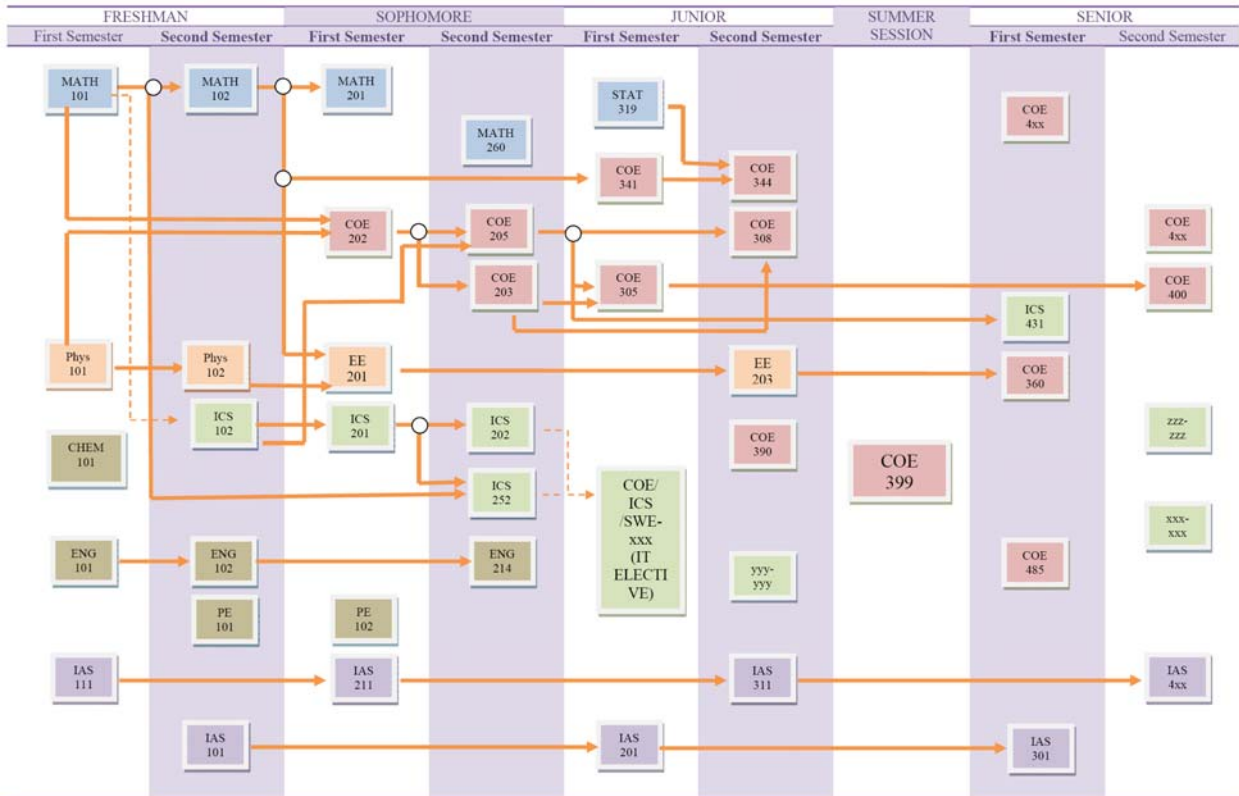 FRESHMAN
SOPHOMORE
JUNIOR
SUMMER
SESSION
SENIOR
First Semester
Second Semester
First Semester
Second Semester
First Semester
Second Semester
First Semester
Second Semester
MATH
101
MATH
102
MATH
201
STAT
319
COE
4xx
MATH
260
COE
341
COE
344
COE
202
COE
205
COE
308
COE
4xx
COE
203
COE
305
COE
400
ICS
431
Phys
101
Phys
102
EE
201
EE
203
COE
360
ICS
102
ICS
201
ICS
202
COE
390
zzz-
zzz
CHEM
101
COE
399
ICS
252
COE/
ICS
/SWE-
xxx
(IT
ELECTI
VE)
xxx-
xxx
ENG
101
ENG
102
ENG
214
yyy-
yyy
COE
485
PE
101
PE
102
IAS
111
IAS
211
IAS
311
IAS
4xx
IAS
101
IAS
201
IAS
301